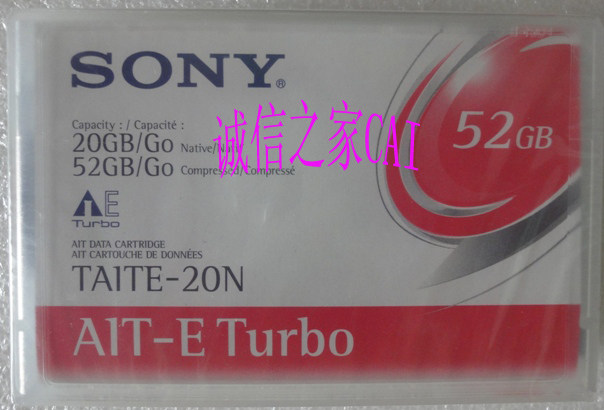 SONY®
Capacity : / Capacité :
20GB/Go Native/
52GB/Go Compressed/Compressé
52GB
诚信之家CAI
AIT E
Turbo
AIT DATA CARTRIDGE
AIT CARTOUCHE DE DONNÉES
TAITE-20N
AIT-E Turbo